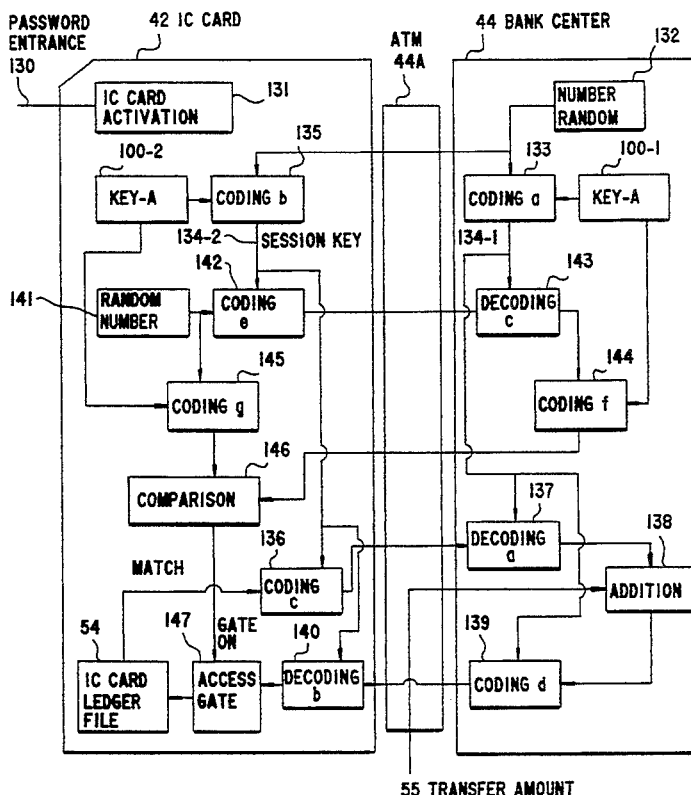 PASSWORD
ENTRANCE
130
42 IC CARD
ATM
44A
44 BANK CENTER
132
IC CARD
ACTIVATION
131
NUMBER
RANDOM
100-2
135
133
100-1
KEY-A
CODING b
CODING a
KEY-A
134-2
SESSION KEY
134-1
142
143
141
RANDOM
NUMBER
CODING
e
DECODING
c
145
144
CODING g
CODING f
146
COMPARISON
137
138
136
DECODING
a
MATCH
CODING
c
ADDITION
54
147
GATE
ON
140
139
IC CARD
LEDGER
FILE
ACCESS
GATE
DECODING
b
CODING d
55 TRANSFER AMOUNT